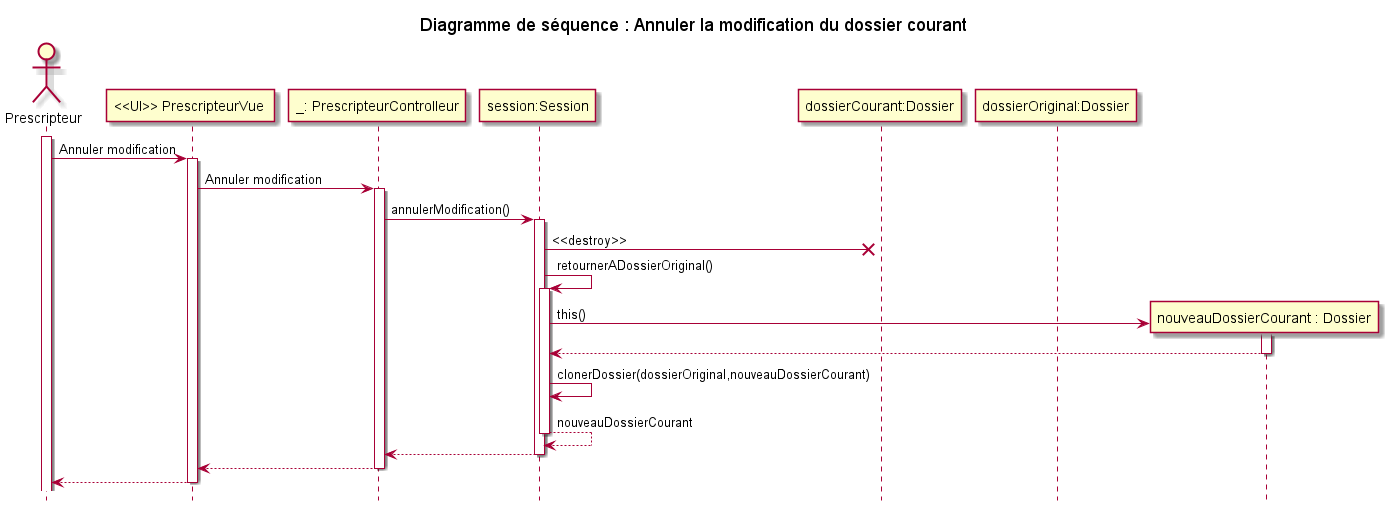 Diagramme de séquence : Annuler la modification du dossier courant
Prescripteur
<<UI>> PrescripteurVue
_: PrescripteurControlleur
session:Session
dossierCourant:Dossier
dossierOriginal:Dossier
Annuler modification
Annuler modification
annulerModification()
<<destroy>>
retournerADossierOriginal()
this()
nouveauDossierCourant : Dossier
clonerDossier(dossierOriginal,nouveauDossierCourant)
nouveauDossierCourant